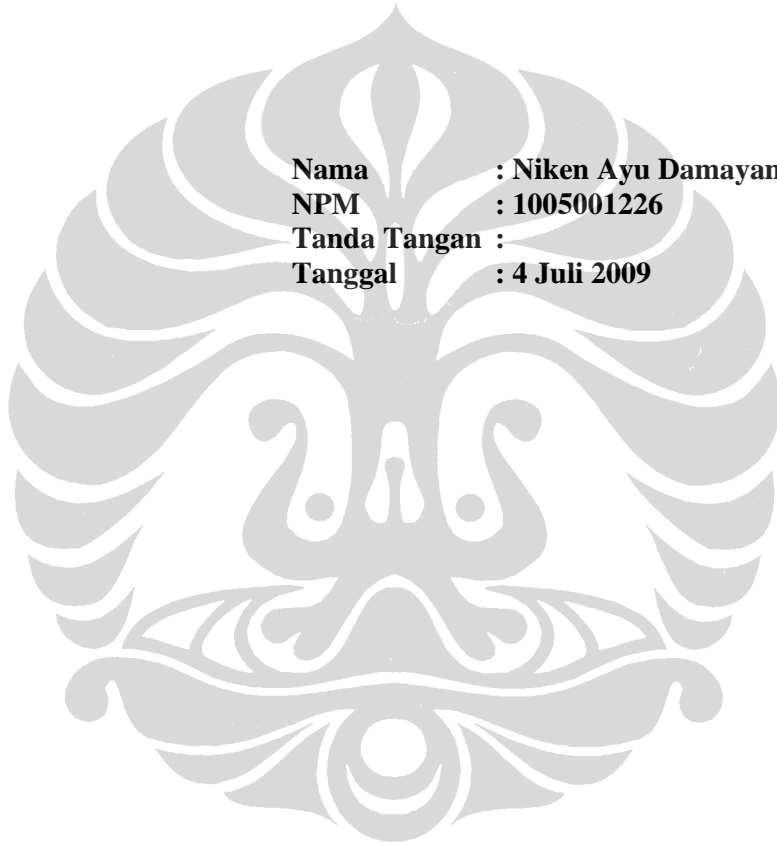 Nama : Niken Ayu Damayan
NPM : 1005001226
Tanda Tangan :
Tanggal : 4 Juli 2009